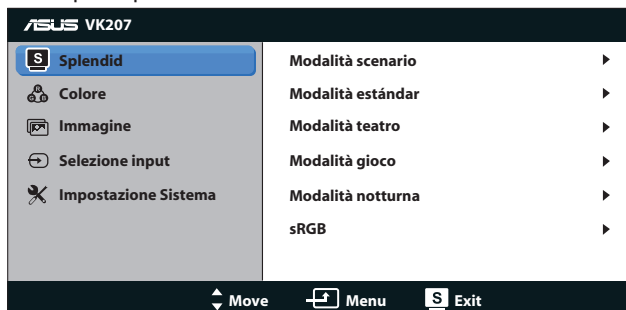 ASUS VK207
S Splendid
Colore
Immagine
Selezione input
Impostazione Sistema
Modalità scenario
Modalità estándar
Modalità teatro
Modalità gioco
Modalità notturna
sRGB
Move Menu S Exit